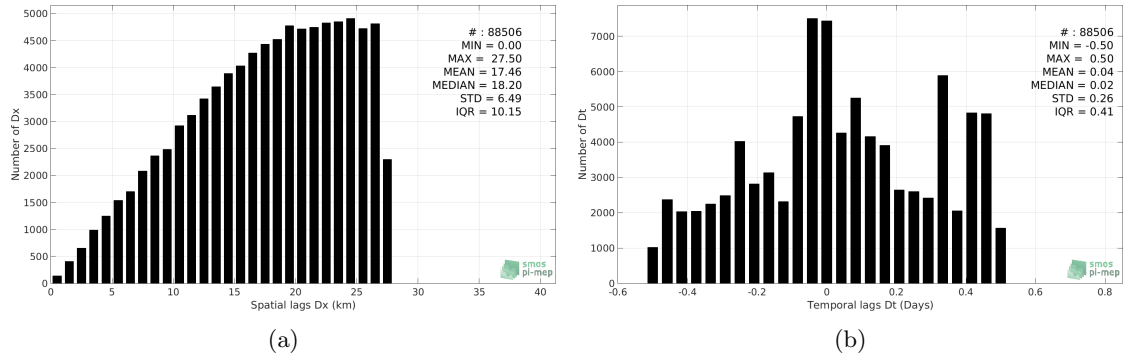 5000
4500
4000
3500
3000
2500
2000
1500
1000
500
0
Number of Dx
# : 88506
MIN = 0.00
MAX = 27.50
MEAN = 17.46
MEDIAN = 18.20
STD = 6.49
IQR = 10.15
smos
pi-mep
0 5 10 15 20 25 30 35 40
Spatial lags Dx (km)
(a)
7000
6000
5000
4000
3000
2000
1000
0
Number of Dt
# : 88506
MIN = -0.50
MAX = 0.50
MEAN = 0.04
MEDIAN = 0.02
STD = 0.26
IQR = 0.41
smos
pi-mep
-0.6 -0.4 -0.2 0 0.2 0.4 0.6 0.8
Temporal lags Dt (Days)
(b)